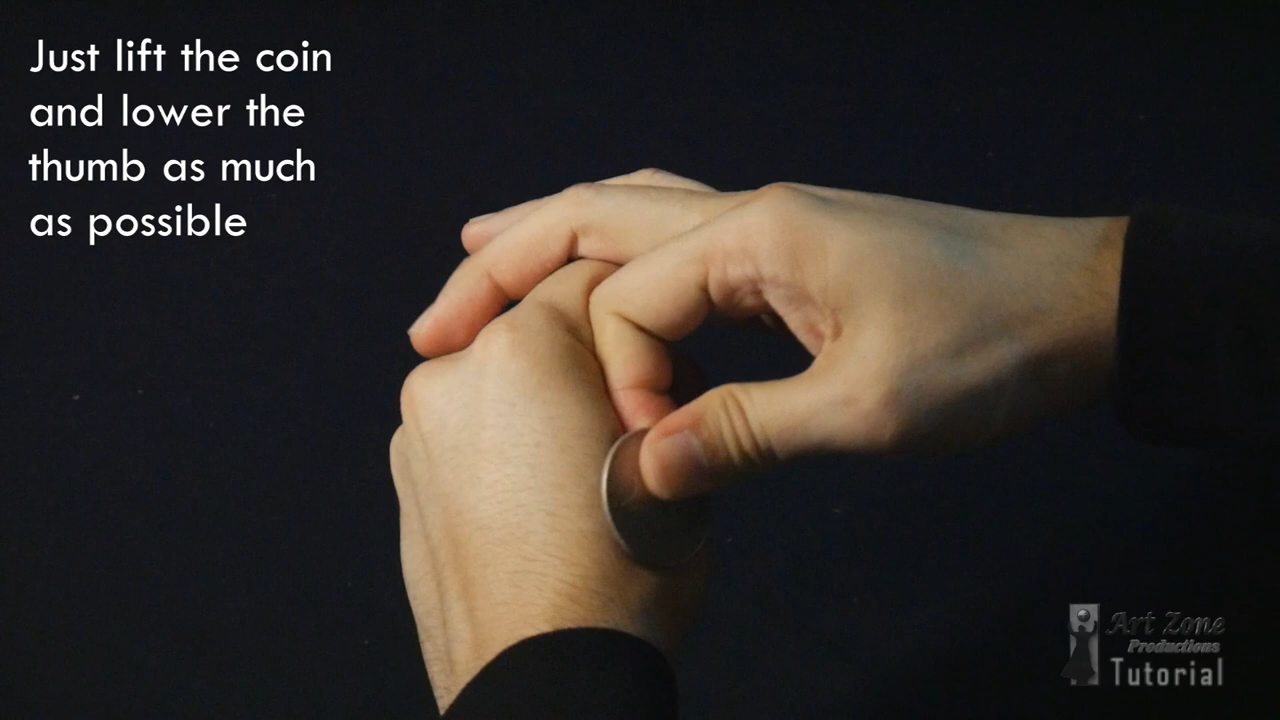 Just lift the coin
and lower the
thumb as much
as possible
Art Zone
Productions
Tutorial